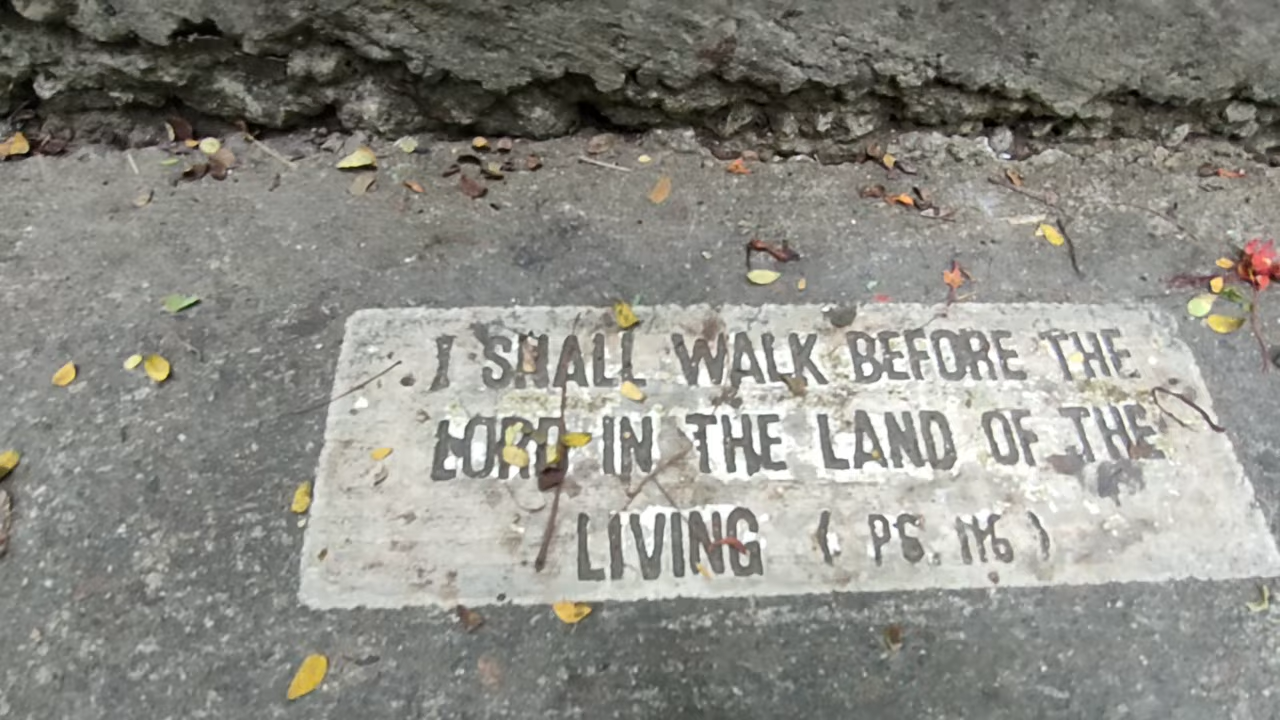 I SHALL WALK BEFORE THE
LORD IN THE LAND OF THE
LIVING ( PS. 116 )